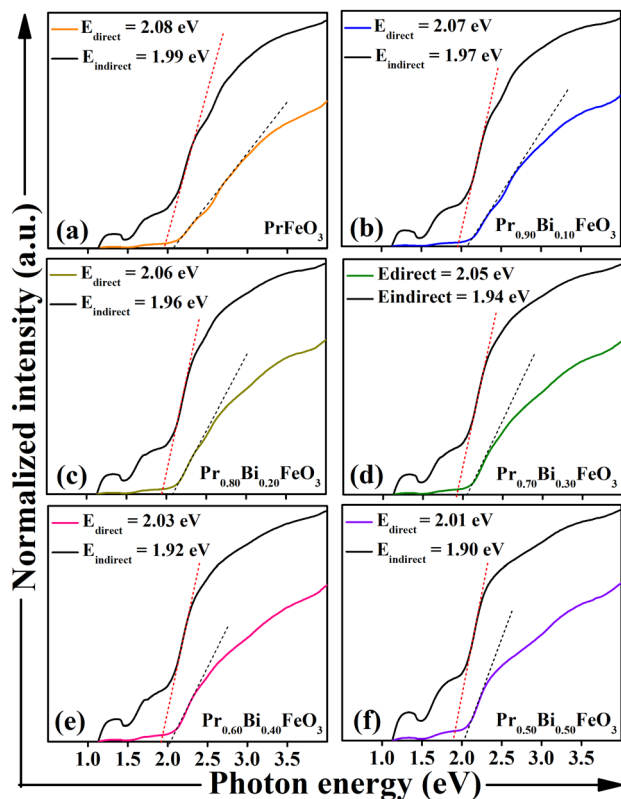 Normalized intensity (a.u.)
E_direct = 2.08 eV
E_indirect = 1.99 eV
(a)
PrFeO₃
E_direct = 2.07 eV
E_indirect = 1.97 eV
(b)
Pr₀.₉₀Bi₀.₁₀FeO₃
E_direct = 2.06 eV
E_indirect = 1.96 eV
(c)
Pr₀.₈₀Bi₀.₂₀FeO₃
Edirect = 2.05 eV
Eindirect = 1.94 eV
(d)
Pr₀.₇₀Bi₀.₃₀FeO₃
E_direct = 2.03 eV
E_indirect = 1.92 eV
(e)
Pr₀.₆₀Bi₀.₄₀FeO₃
E_direct = 2.01 eV
E_indirect = 1.90 eV
(f)
Pr₀.₅₀Bi₀.₅₀FeO₃
1.0 1.5 2.0 2.5 3.0 3.5
1.0 1.5 2.0 2.5 3.0 3.5
Photon energy (eV)